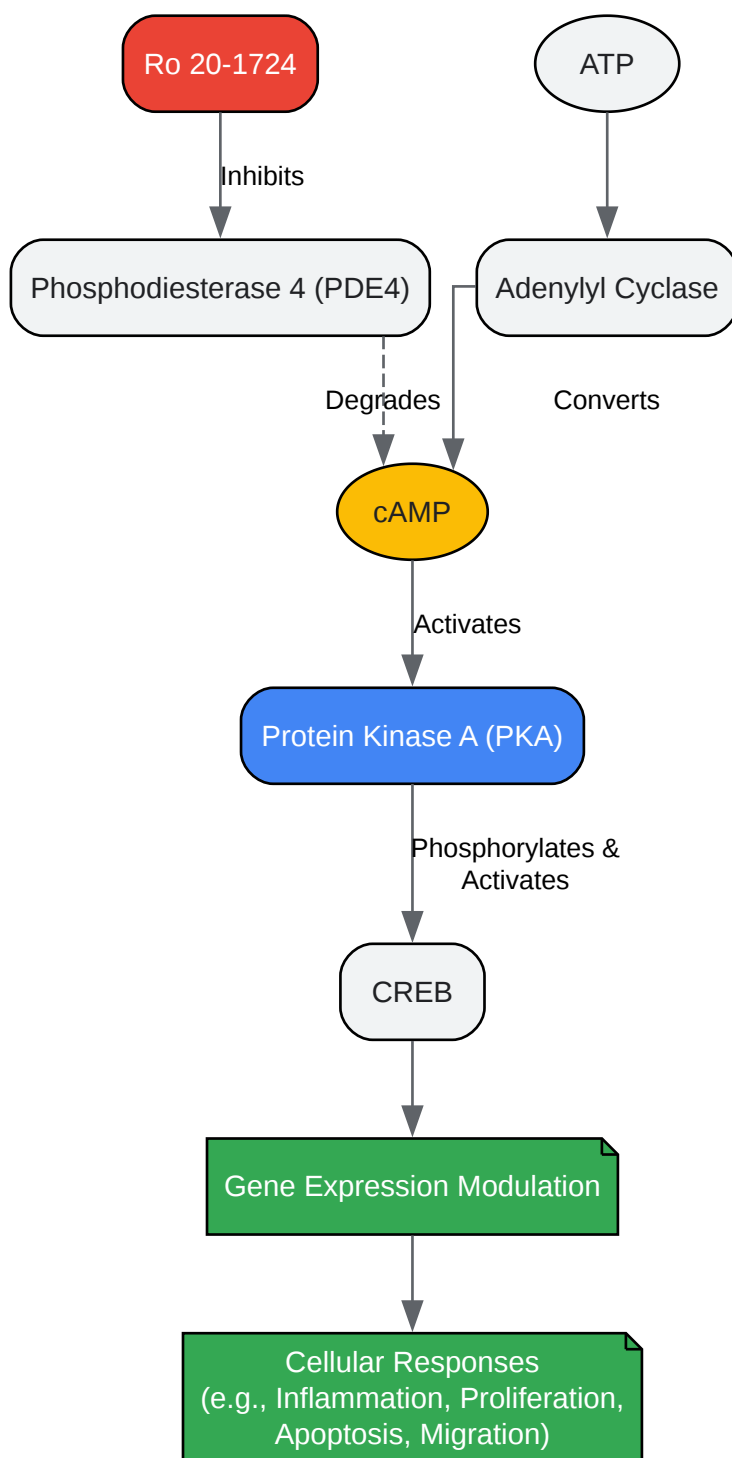 Ro 20-1724
ATP
Inhibits
Phosphodiesterase 4 (PDE4)
Adenylyl Cyclase
Degrades
Converts
cAMP
Activates
Protein Kinase A (PKA)
Phosphorylates &
Activates
CREB
Gene Expression Modulation
Cellular Responses
(e.g., Inflammation, Proliferation,
Apoptosis, Migration)